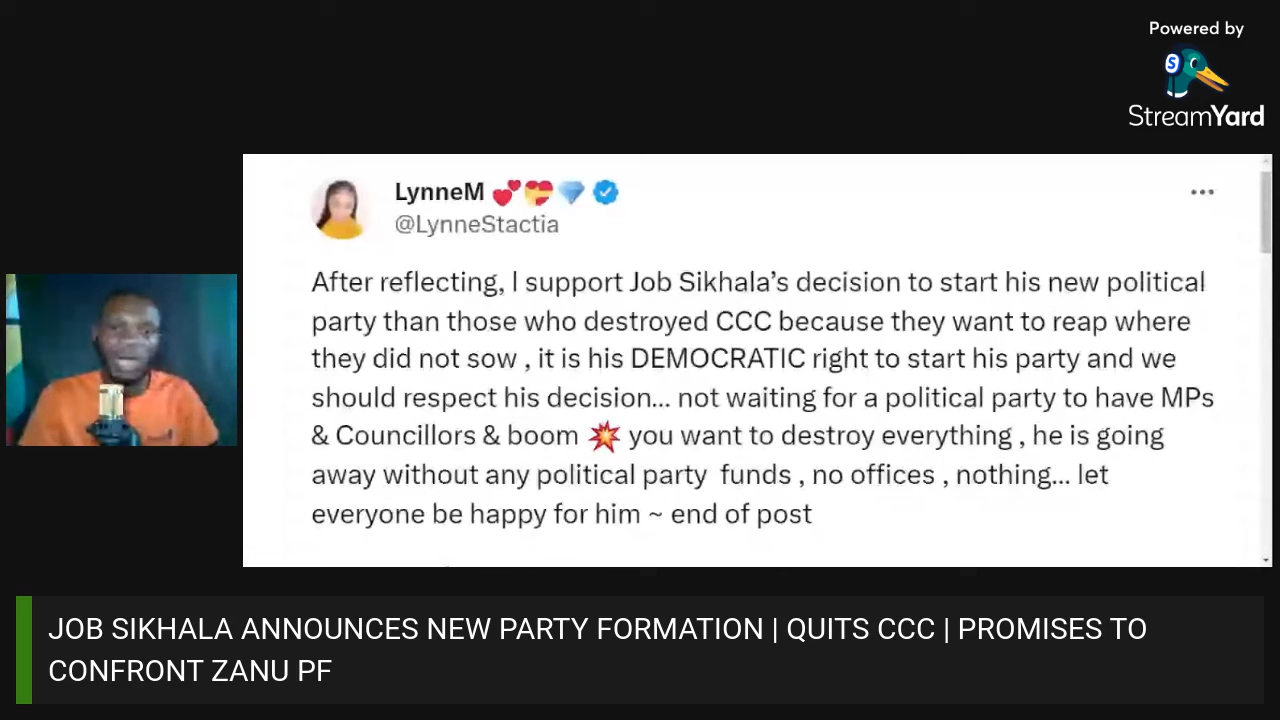 Powered by
S
StreamYard
LynneM 💕💝💎
@LynneStactia
After reflecting, I support Job Sikhala’s decision to start his new political
party than those who destroyed CCC because they want to reap where
they did not sow , it is his DEMOCRATIC right to start his party and we
should respect his decision... not waiting for a political party to have MPs
& Councillors & boom 💥 you want to destroy everything , he is going
away without any political party funds , no offices , nothing... let
everyone be happy for him ~ end of post
JOB SIKHALA ANNOUNCES NEW PARTY FORMATION | QUITS CCC | PROMISES TO
CONFRONT ZANU PF